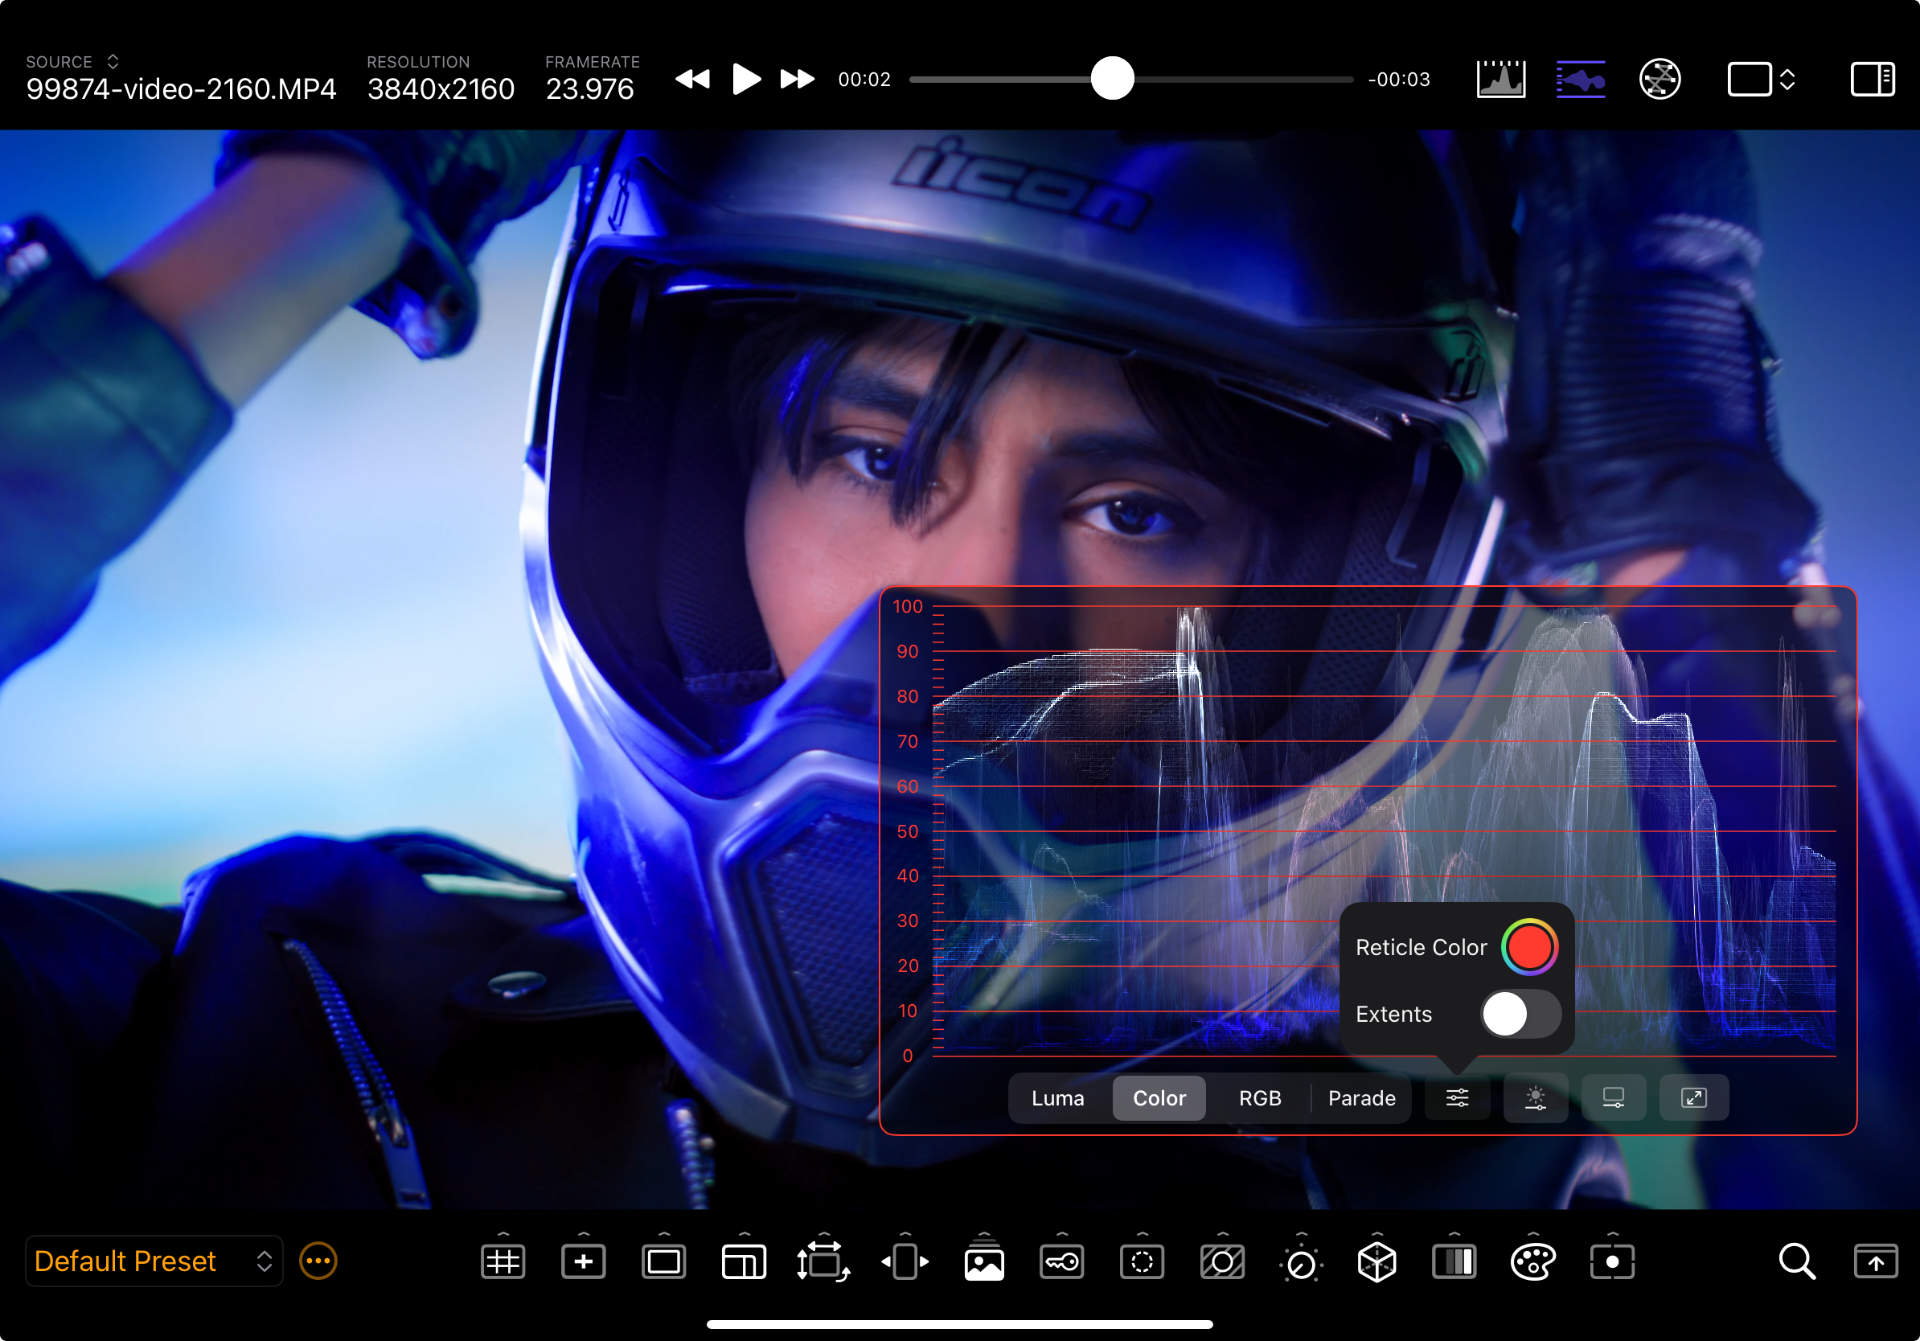 SOURCE
99874-video-2160.MP4
RESOLUTION
3840x2160
FRAMERATE
23.976
00:02
-00:03
icon
100
90
80
70
60
50
40
30
20
10
0
Reticle Color
Extents
Luma
Color
RGB
Parade
Default Preset